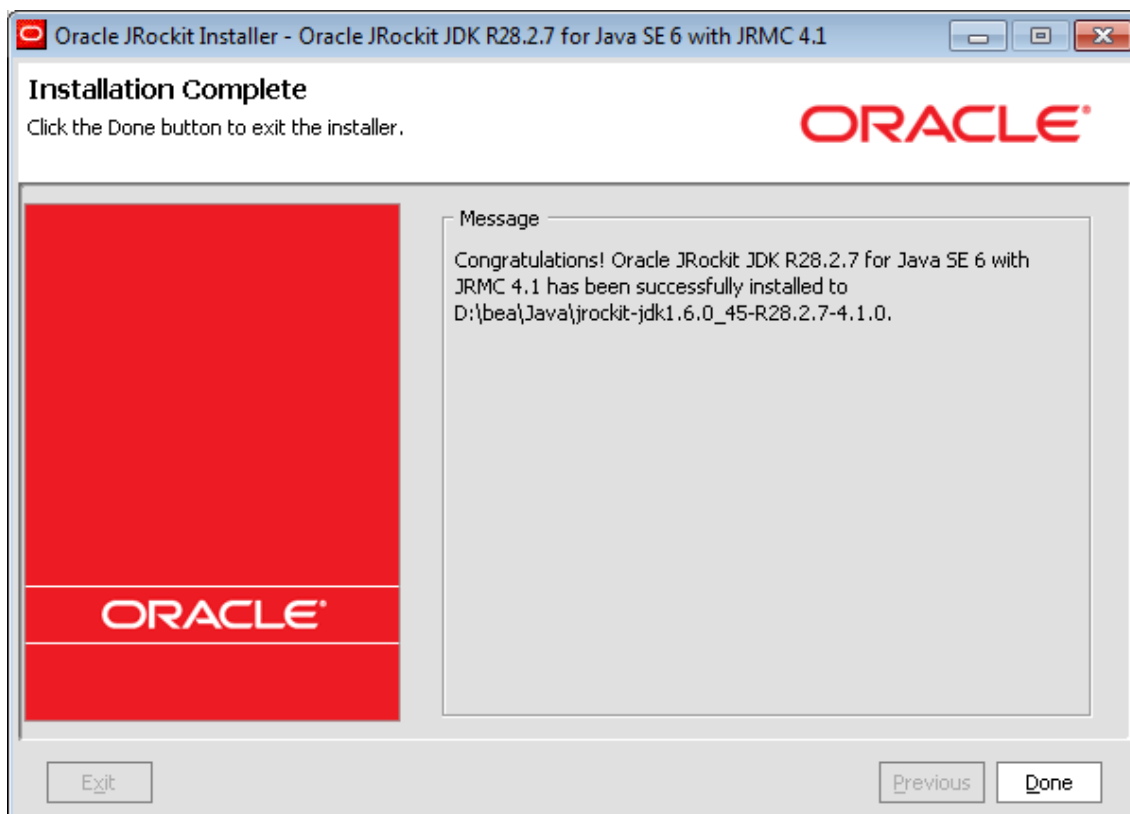 Oracle JRockit Installer - Oracle JRockit JDK R28.2.7 for Java SE 6 with JRMC 4.1
Installation Complete
Click the Done button to exit the installer.
ORACLE®
Message
Congratulations! Oracle JRockit JDK R28.2.7 for Java SE 6 with
JRMC 4.1 has been successfully installed to
D:\bea\Java\jrockit-jdk1.6.0_45-R28.2.7-4.1.0.
ORACLE®
Exit
Previous
Done